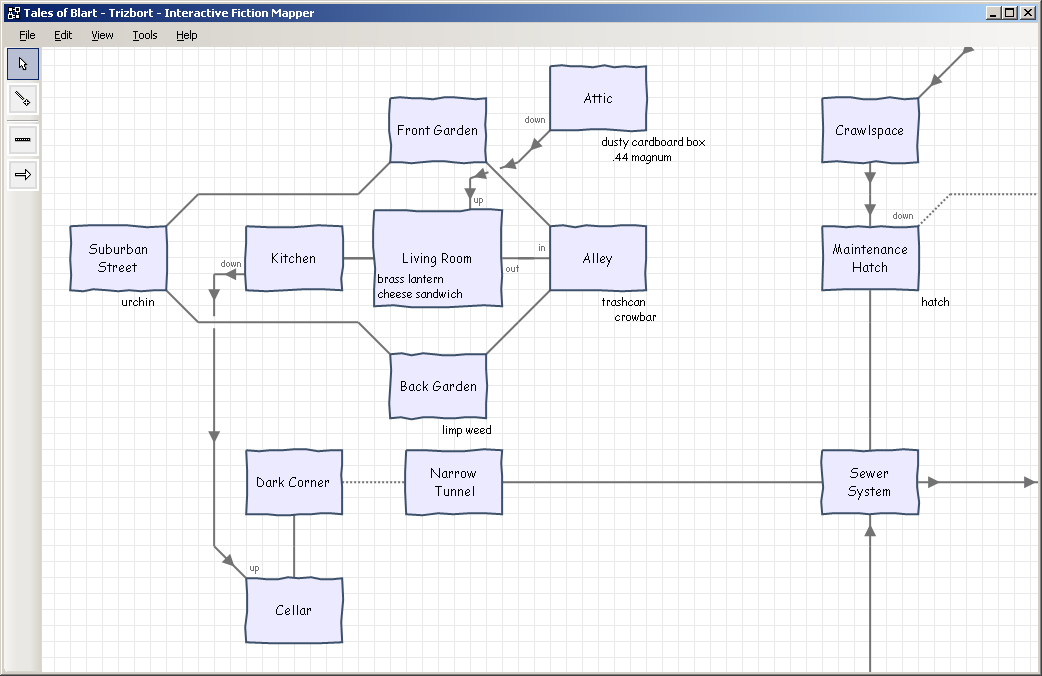 Tales of Blart - Trizbort - Interactive Fiction Mapper
File Edit View Tools Help
Attic
down
dusty cardboard box
.44 magnum
Front Garden
Crawlspace
up
down
Suburban
Street
urchin
Kitchen
down
Living Room
brass lantern
cheese sandwich
in
out
Alley
trashcan
crowbar
Maintenance
Hatch
hatch
Back Garden
limp weed
Dark Corner
Narrow
Tunnel
Sewer
System
up
Cellar